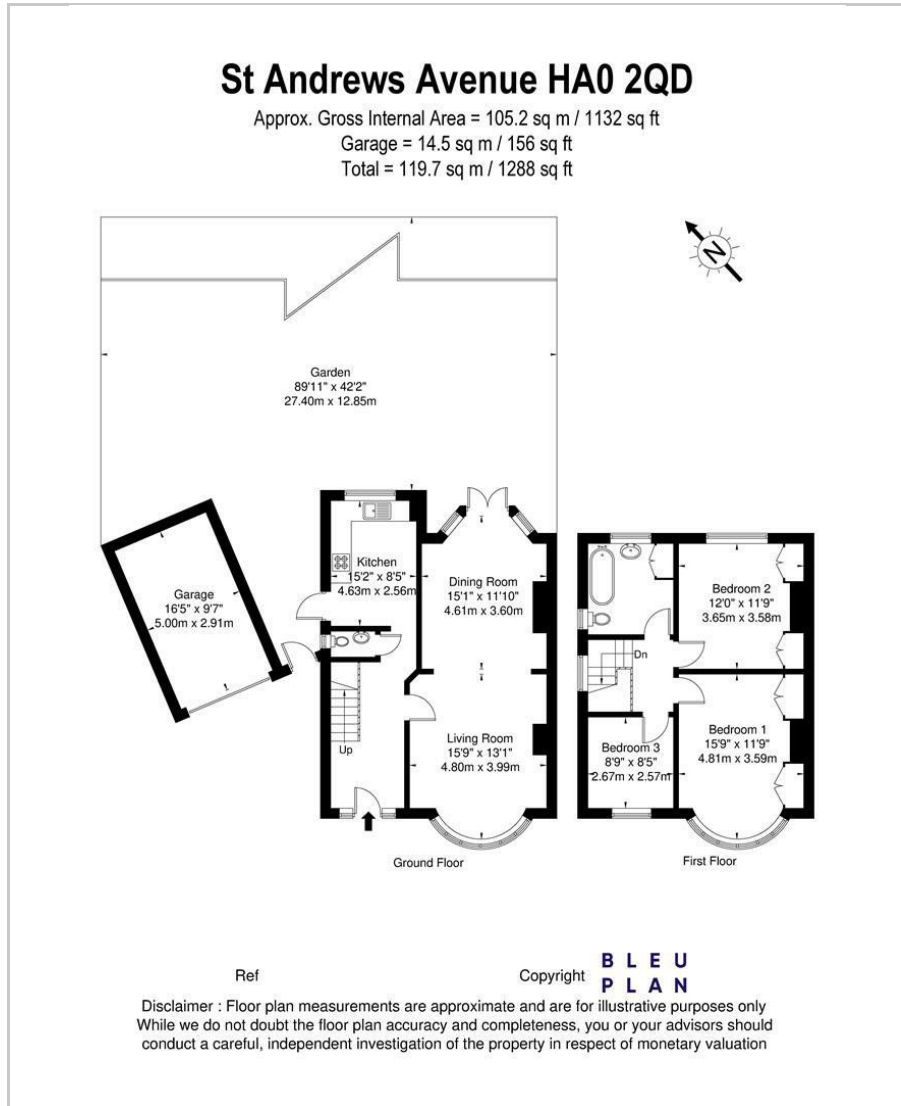 St Andrews Avenue HA0 2QD
Approx. Gross Internal Area = 105.2 sq m / 1132 sq ft
Garage = 14.5 sq m / 156 sq ft
Total = 119.7 sq m / 1288 sq ft
N
Garden
89'11" x 42'2"
27.40m x 12.85m
Garage
16'5" x 9'7"
5.00m x 2.91m
Kitchen
15'2" x 8'5"
4.63m x 2.56m
Dining Room
15'1" x 11'10"
4.61m x 3.60m
Up
Living Room
15'9" x 13'1"
4.80m x 3.99m
Ground Floor
Bedroom 2
12'0" x 11'9"
3.65m x 3.58m
Dn
Bedroom 1
15'9" x 11'9"
4.81m x 3.59m
Bedroom 3
8'9" x 8'5"
2.67m x 2.57m
First Floor
Ref
Copyright
BLEU
PLAN
Disclaimer : Floor plan measurements are approximate and are for illustrative purposes only
While we do not doubt the floor plan accuracy and completeness, you or your advisors should
conduct a careful, independent investigation of the property in respect of monetary valuation